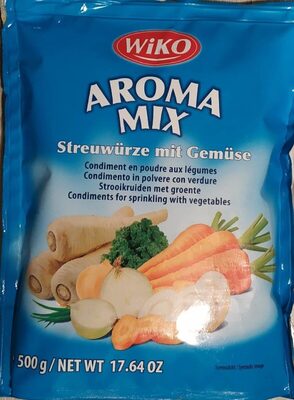 WiKO
AROMA
MIX
Streuwürze mit Gemüse
Condiment en poudre aux légumes
Condimento in polvere con verdure
Strooikruiden met groente
Condiments for sprinkling with vegetables
500 g / NET WT 17.64 OZ